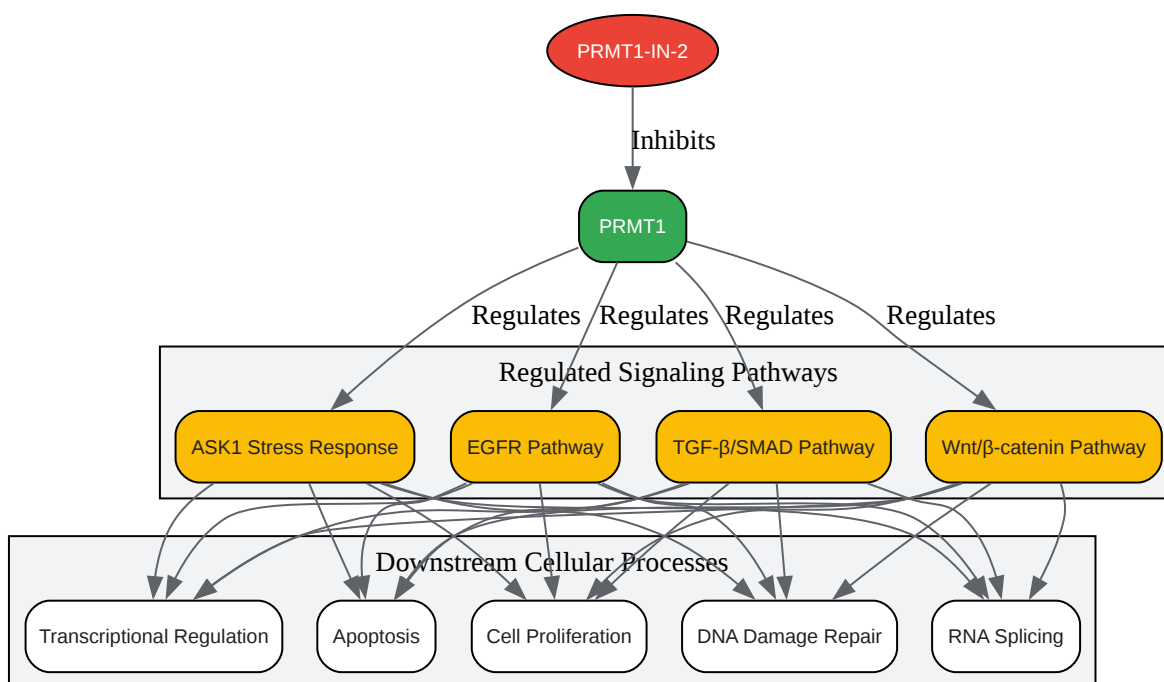 PRMT1-IN-2
Inhibits
PRMT1
Regulates
Regulates
Regulates
Regulates
Regulated Signaling Pathways
ASK1 Stress Response
EGFR Pathway
TGF-β/SMAD Pathway
Wnt/β-catenin Pathway
Downstream Cellular Processes
Transcriptional Regulation
Apoptosis
Cell Proliferation
DNA Damage Repair
RNA Splicing